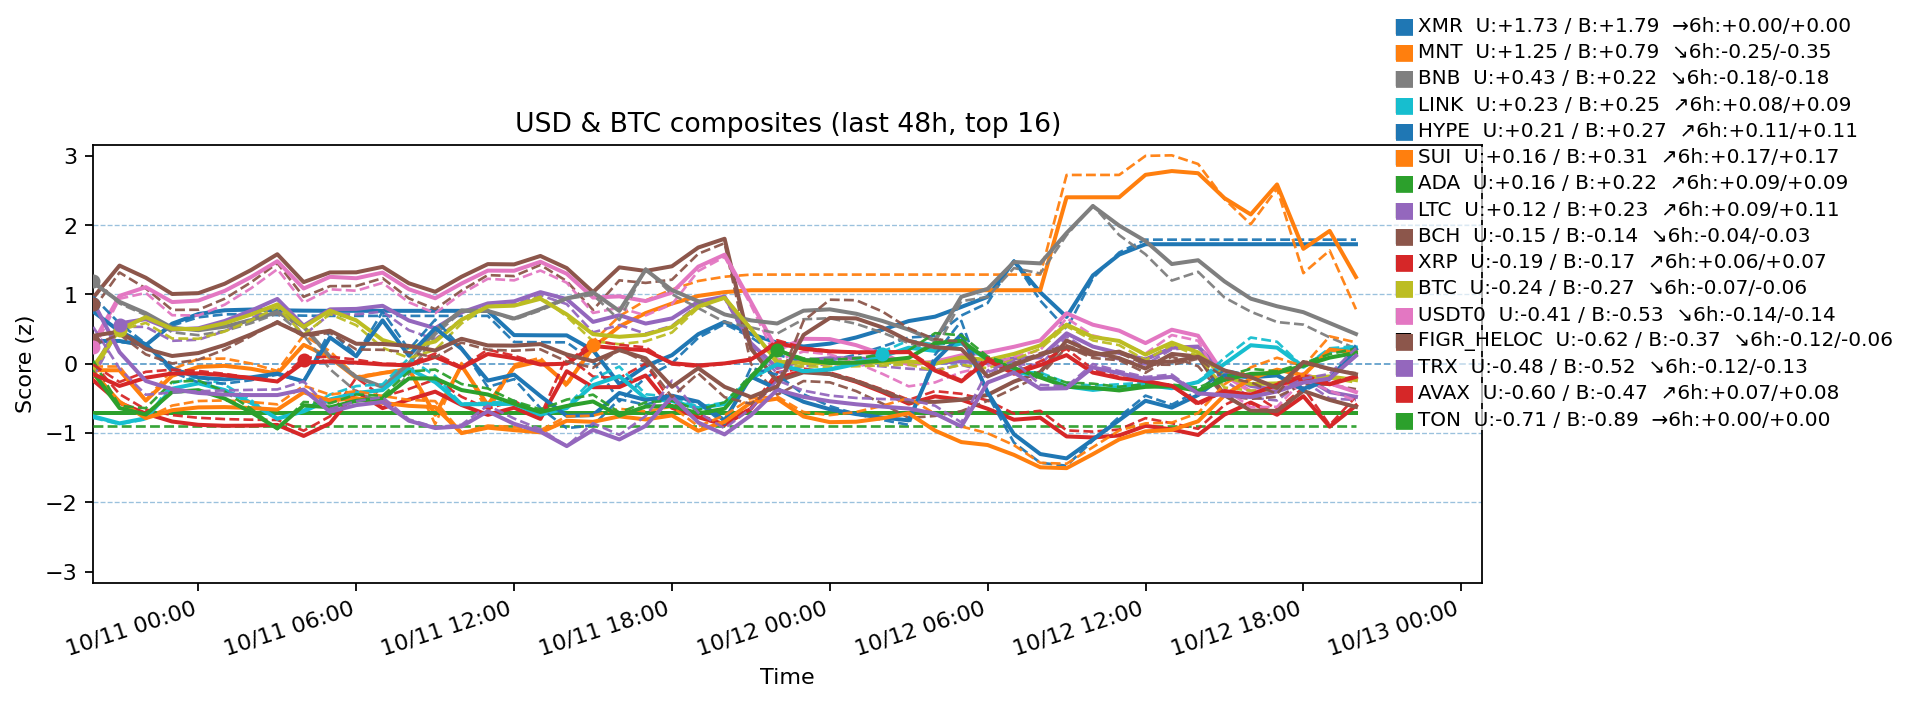 XMR U:+1.73 / B:+1.79 →6h:+0.00/+0.00
MNT U:+1.25 / B:+0.79 ↘6h:-0.25/-0.35
BNB U:+0.43 / B:+0.22 ↘6h:-0.18/-0.18
LINK U:+0.23 / B:+0.25 ↗6h:+0.08/+0.09
HYPE U:+0.21 / B:+0.27 ↗6h:+0.11/+0.11
SUI U:+0.16 / B:+0.31 ↗6h:+0.17/+0.17
ADA U:+0.16 / B:+0.22 ↗6h:+0.09/+0.09
LTC U:+0.12 / B:+0.23 ↗6h:+0.09/+0.11
BCH U:-0.15 / B:-0.14 ↘6h:-0.04/-0.03
XRP U:-0.19 / B:-0.17 ↗6h:+0.06/+0.07
BTC U:-0.24 / B:-0.27 ↘6h:-0.07/-0.06
USDT0 U:-0.41 / B:-0.53 ↘6h:-0.14/-0.14
FIGR_HELOC U:-0.62 / B:-0.37 ↘6h:-0.12/-0.06
TRX U:-0.48 / B:-0.52 ↘6h:-0.12/-0.13
AVAX U:-0.60 / B:-0.47 ↗6h:+0.07/+0.08
TON U:-0.71 / B:-0.89 →6h:+0.00/+0.00
USD & BTC composites (last 48h, top 16)
Score (z)
3
2
1
0
−1
−2
−3
10/11 00:00
10/11 06:00
10/11 12:00
10/11 18:00
10/12 00:00
10/12 06:00
10/12 12:00
10/12 18:00
10/13 00:00
Time